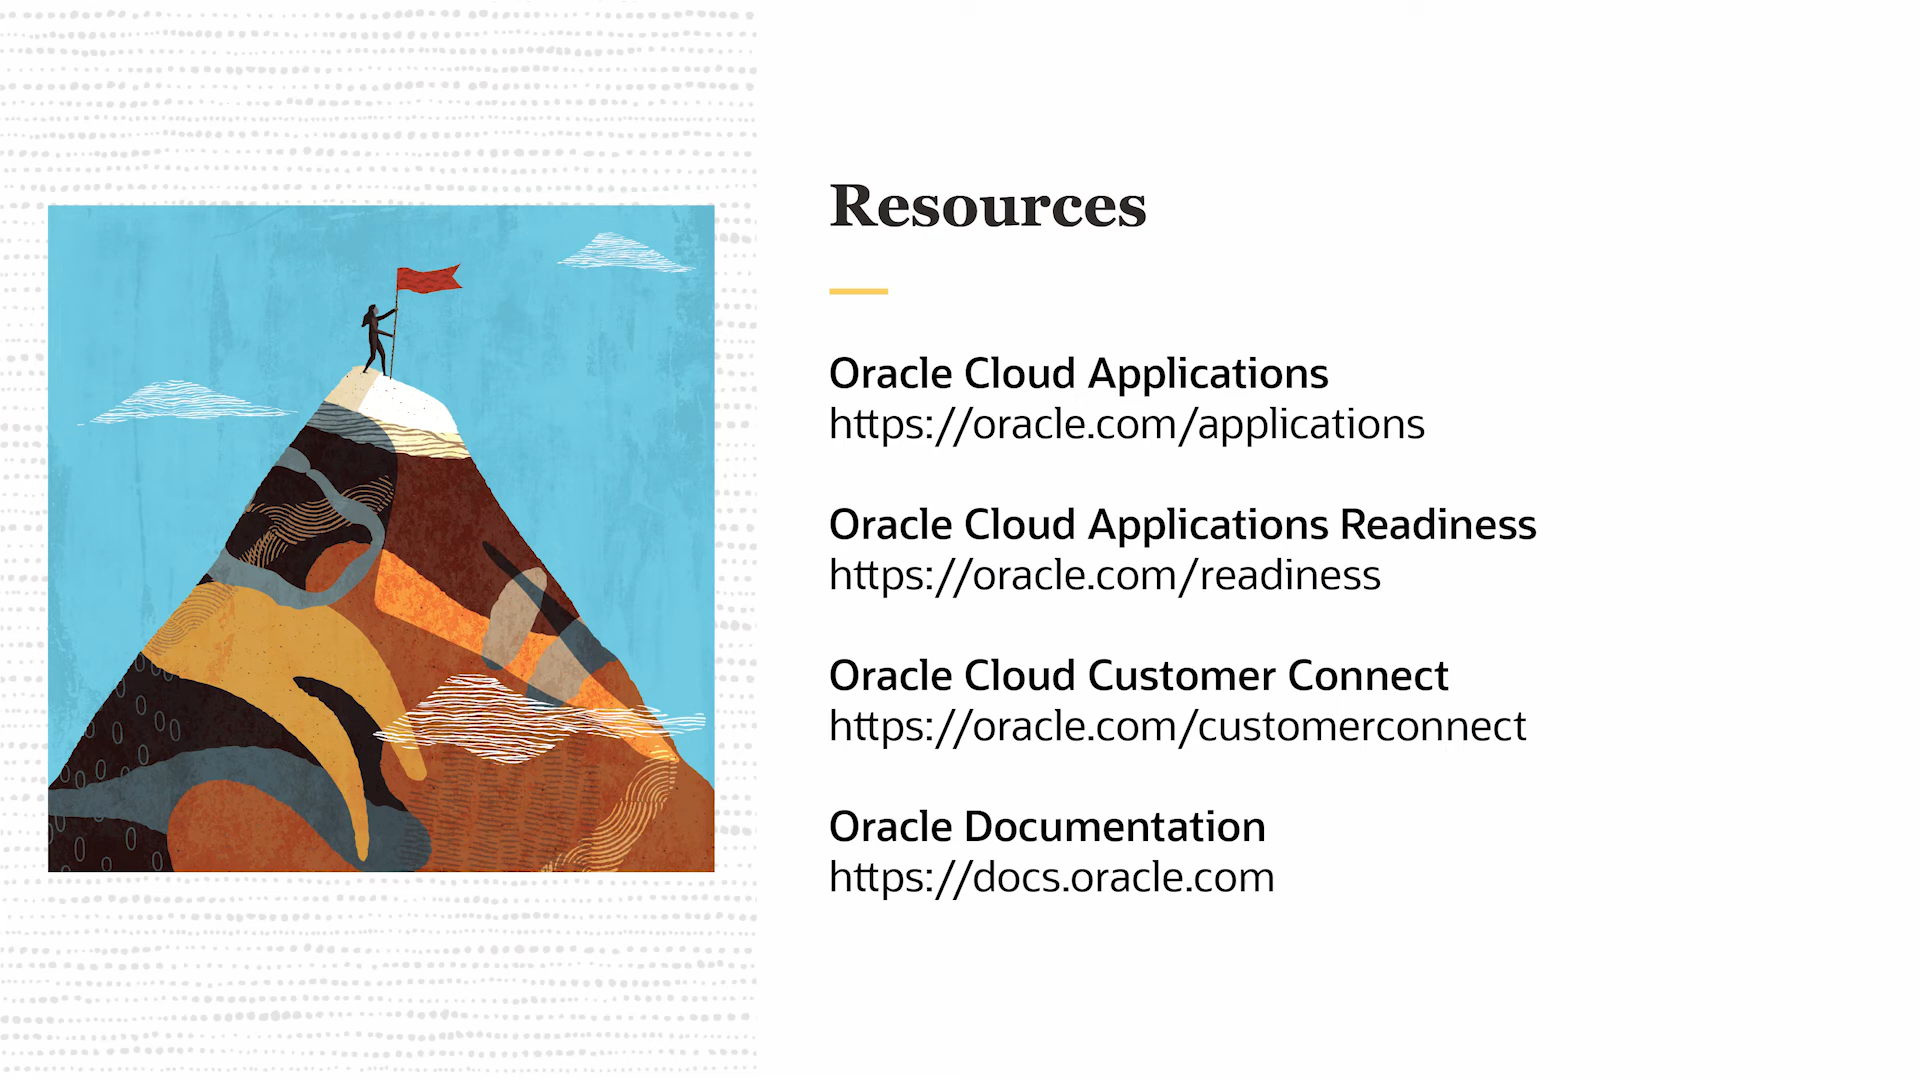 Resources
Oracle Cloud Applications
https://oracle.com/applications
Oracle Cloud Applications Readiness
https://oracle.com/readiness
Oracle Cloud Customer Connect
https://oracle.com/customerconnect
Oracle Documentation
https://docs.oracle.com